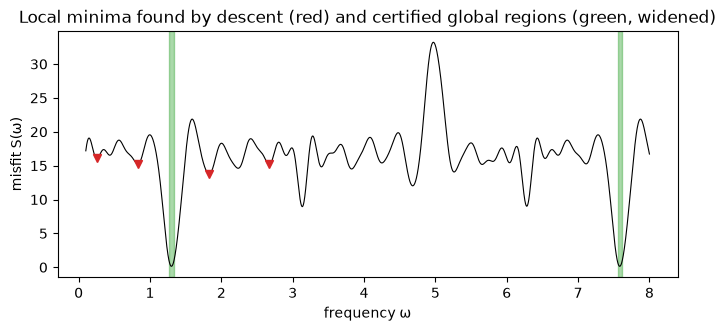 Local minima found by descent (red) and certified global regions (green, widened)
misfit S(ω)
30
25
20
15
10
5
0
0 1 2 3 4 5 6 7 8
frequency ω